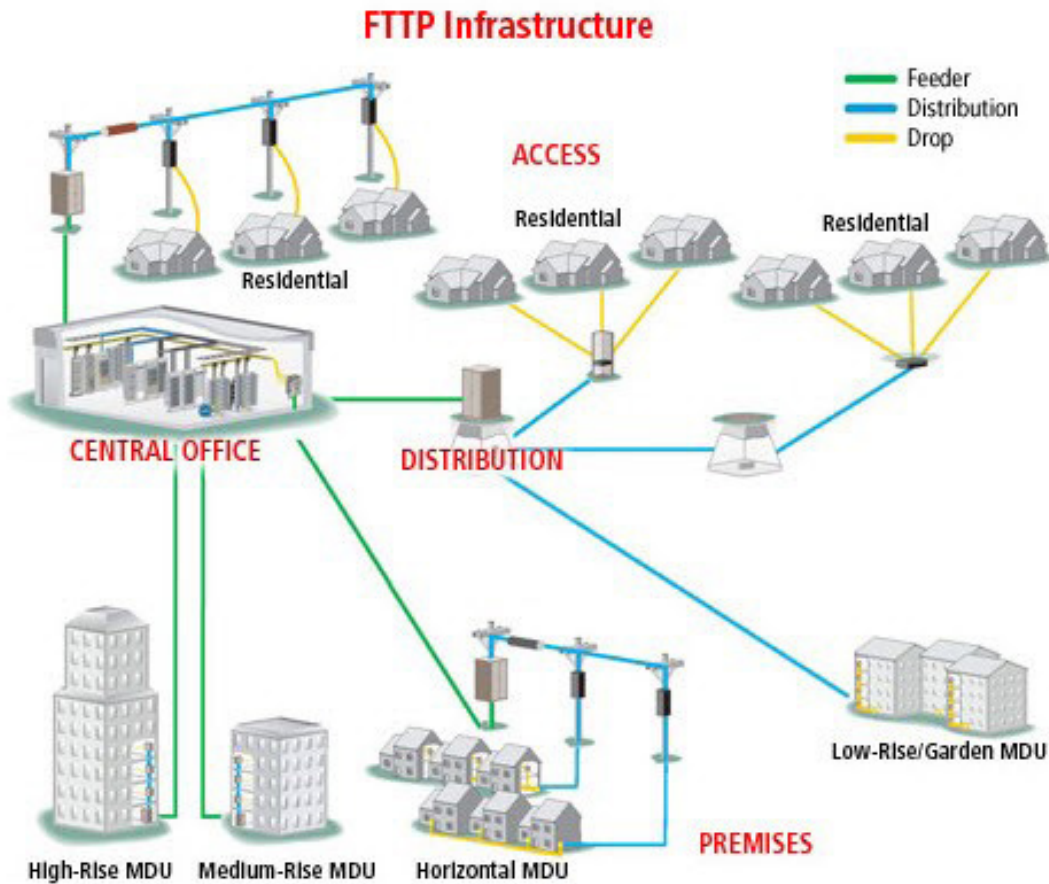 FTTP Infrastructure
Feeder
Distribution
Drop
ACCESS
Residential
Residential
Residential
CENTRAL OFFICE
DISTRIBUTION
Low-Rise/Garden MDU
PREMISES
High-Rise MDU
Medium-Rise MDU
Horizontal MDU